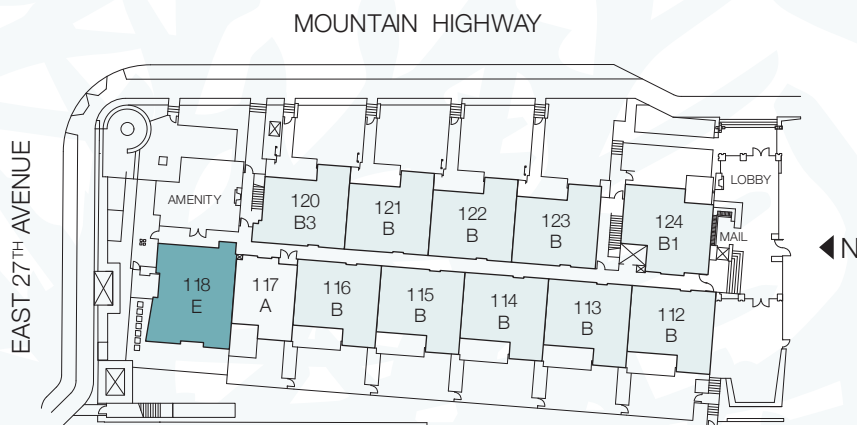 MOUNTAIN HIGHWAY
EAST 27TH AVENUE
AMENITY
120
B3
121
B
122
B
123
B
124
B1
LOBBY
MAIL
N
118
E
117
A
116
B
115
B
114
B
113
B
112
B